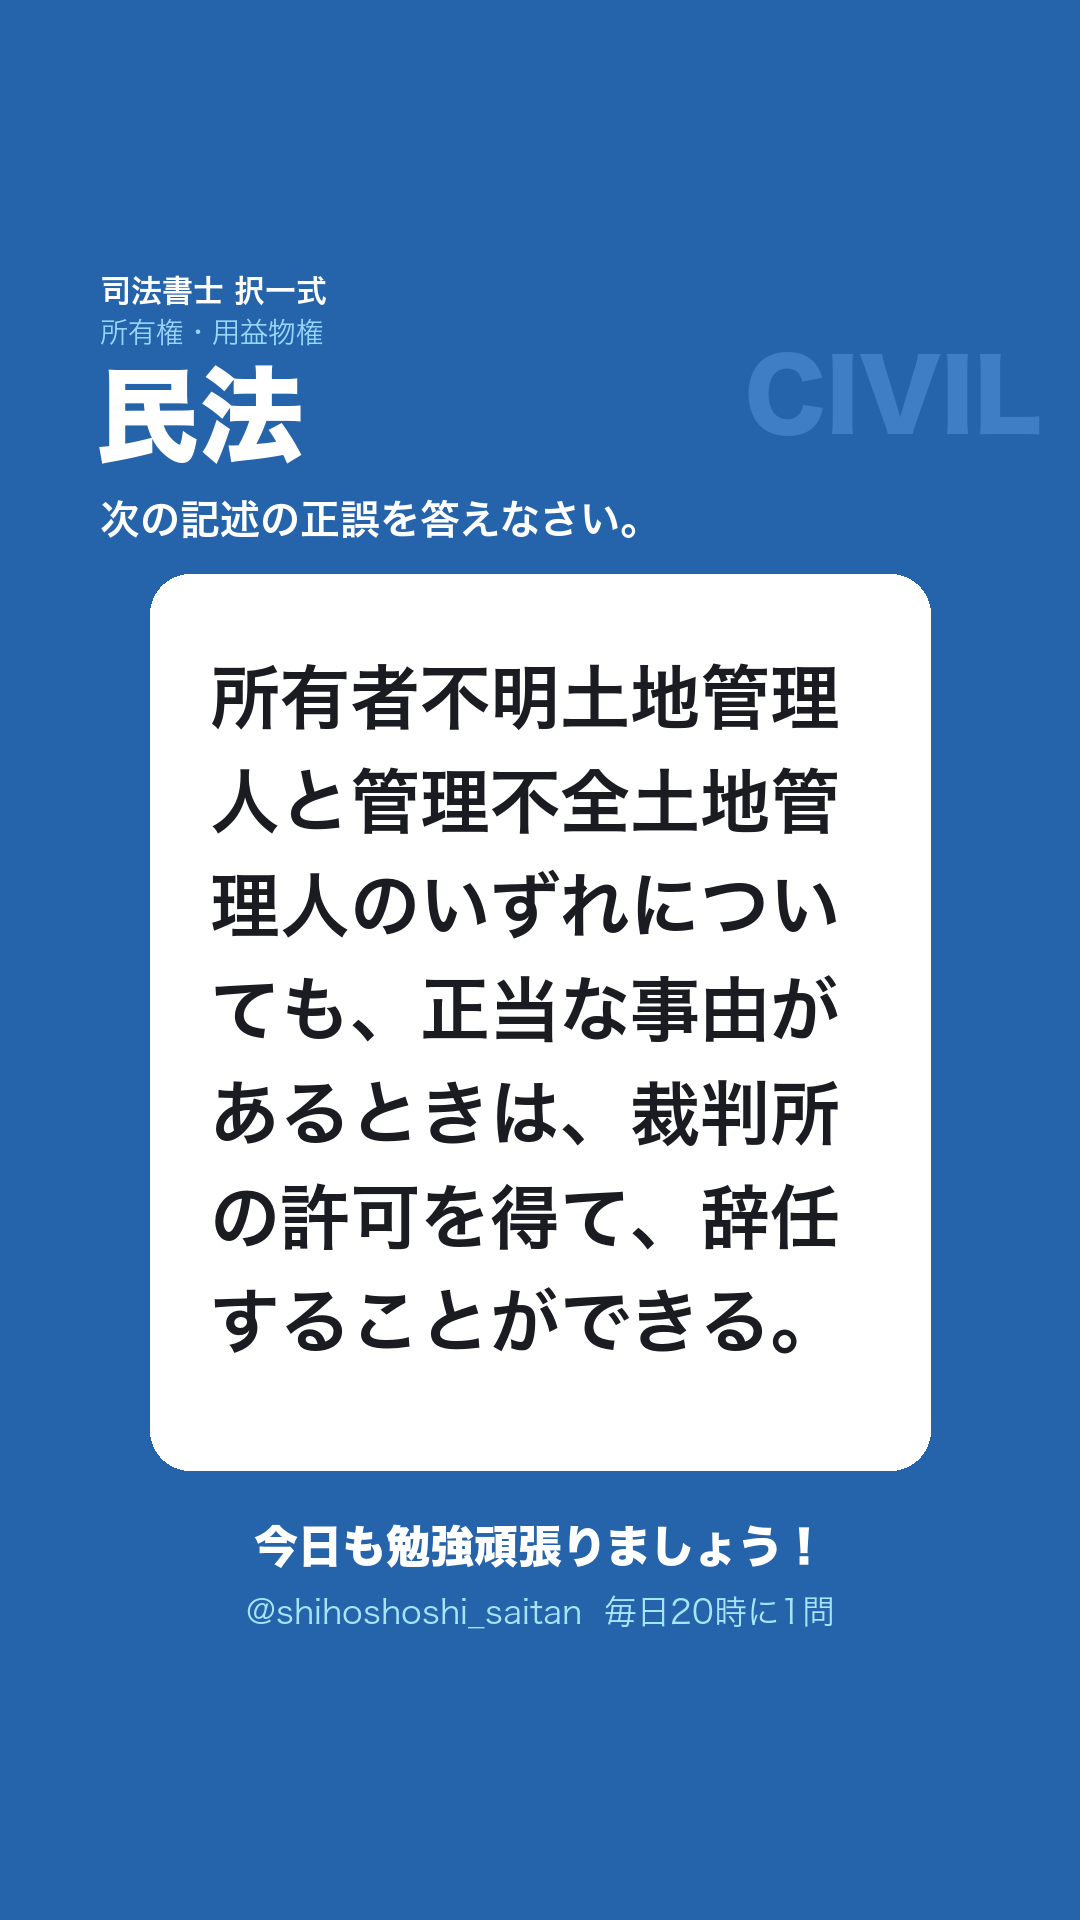 司法書士 択一式
所有権・用益物権
民法
CIVIL
次の記述の正誤を答えなさい。
所有者不明土地管理
人と管理不全土地管
理人のいずれについ
ても、正当な事由が
あるときは、裁判所
の許可を得て、辞任
することができる。
今日も勉強頑張りましょう！
@shihoshoshi_saitan 毎日20時に1問